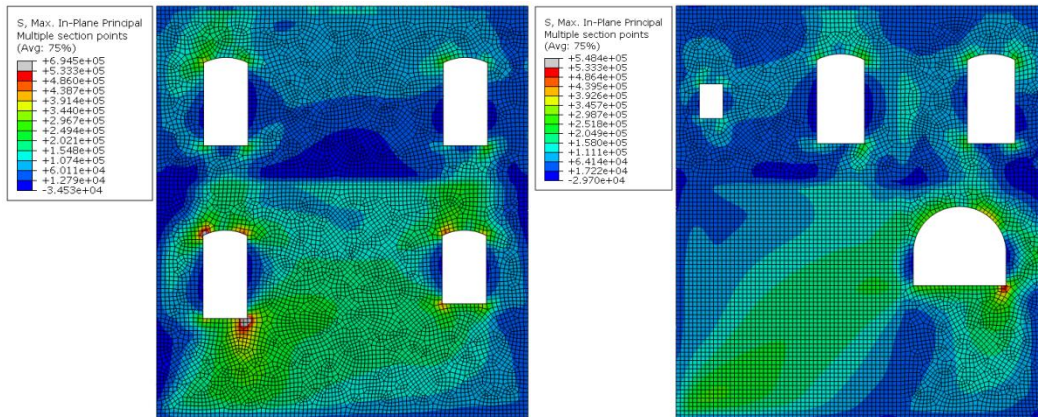 S, Max. In-Plane Principal
Multiple section points
(Avg: 75%)
+6.945e+05
+5.333e+05
+4.860e+05
+4.387e+05
+3.914e+05
+3.440e+05
+2.967e+05
+2.494e+05
+2.021e+05
+1.548e+05
+1.074e+05
+6.011e+04
+1.279e+04
-3.453e+04
S, Max. In-Plane Principal
Multiple section points
(Avg: 75%)
+5.484e+05
+5.333e+05
+4.864e+05
+4.395e+05
+3.926e+05
+3.457e+05
+2.987e+05
+2.518e+05
+2.049e+05
+1.580e+05
+1.111e+05
+6.414e+04
+1.722e+04
-2.970e+04